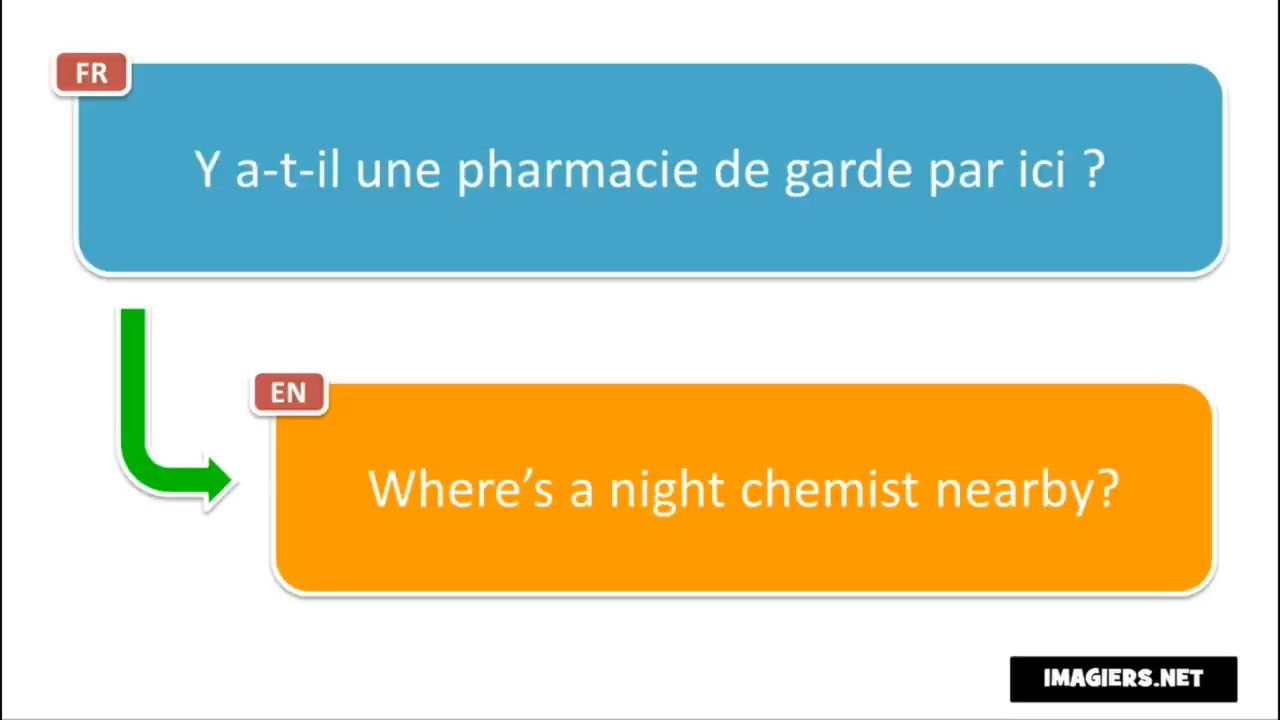 FR
Y a-t-il une pharmacie de garde par ici ?
EN
Where’s a night chemist nearby?
IMAGIERS.NET